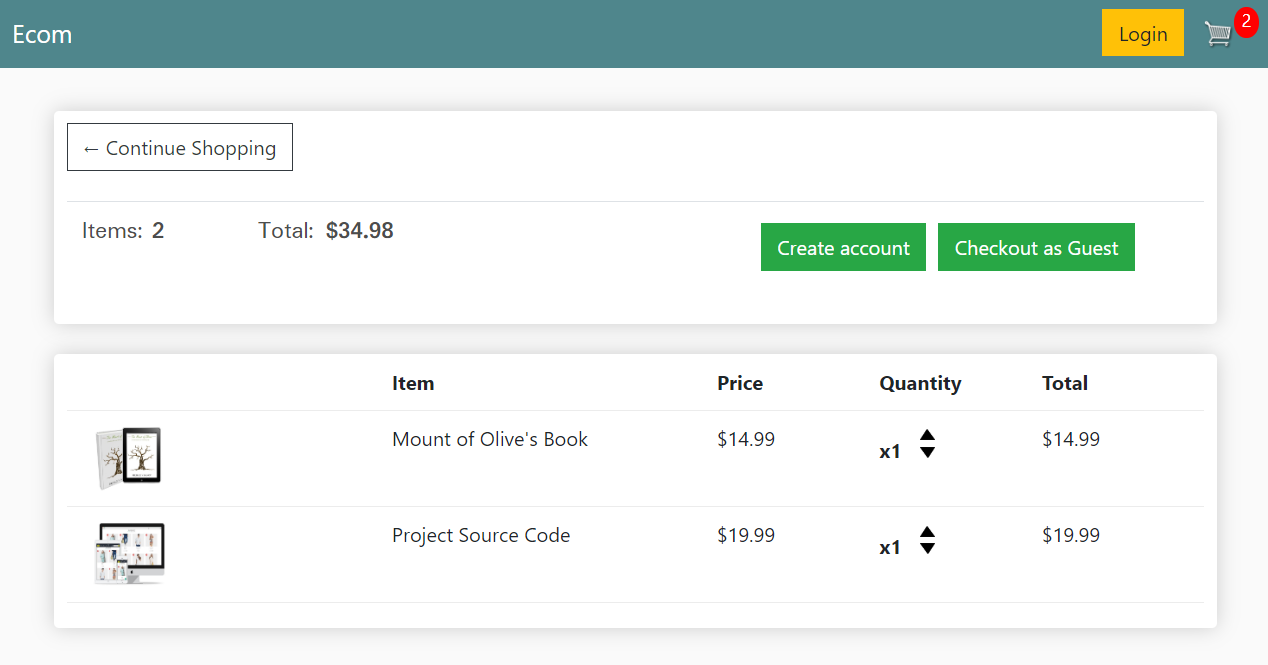 Ecom
Login
2
← Continue Shopping
Items: 2 Total: $34.98
Create account Checkout as Guest
Item Price Quantity Total
Mount of Olive's Book $14.99 x1 $14.99
Project Source Code $19.99 x1 $19.99